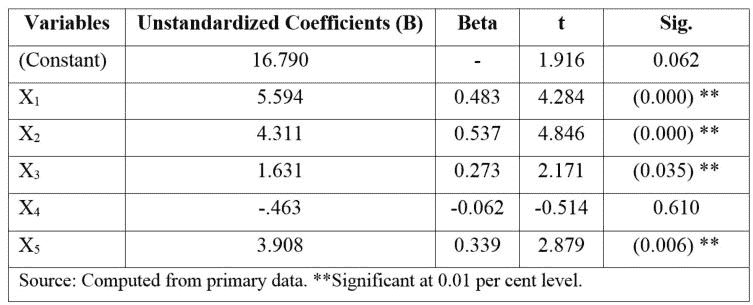 Variables Unstandardized Coefficients (B) Beta t Sig.
(Constant) 16.790 - 1.916 0.062
X₁ 5.594 0.483 4.284 (0.000) **
X₂ 4.311 0.537 4.846 (0.000) **
X₃ 1.631 0.273 2.171 (0.035) **
X₄ -.463 -0.062 -0.514 0.610
X₅ 3.908 0.339 2.879 (0.006) **
Source: Computed from primary data. **Significant at 0.01 per cent level.